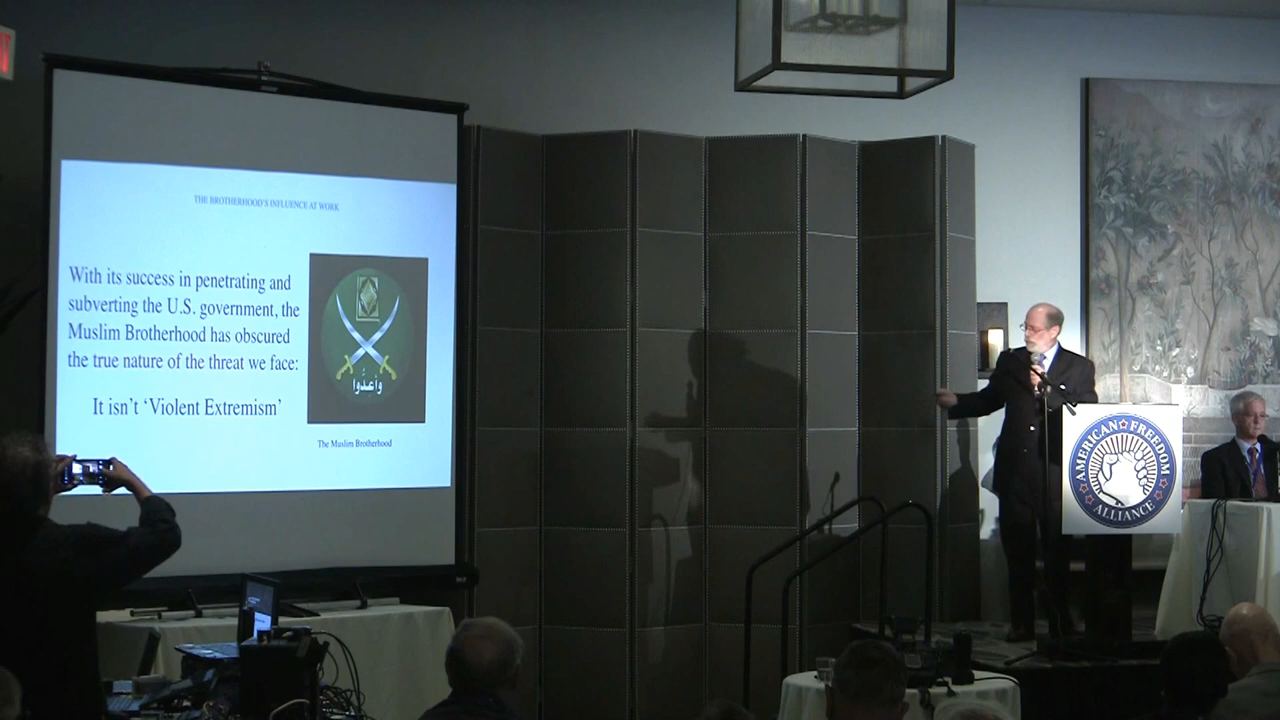 THE BROTHERHOOD'S INFLUENCE AT WORK
With its success in penetrating and
subverting the U.S. government, the
Muslim Brotherhood has obscured
the true nature of the threat we face:
It isn't 'Violent Extremism'
وأعدوا
The Muslim Brotherhood
AMERICAN FREEDOM
ALLIANCE